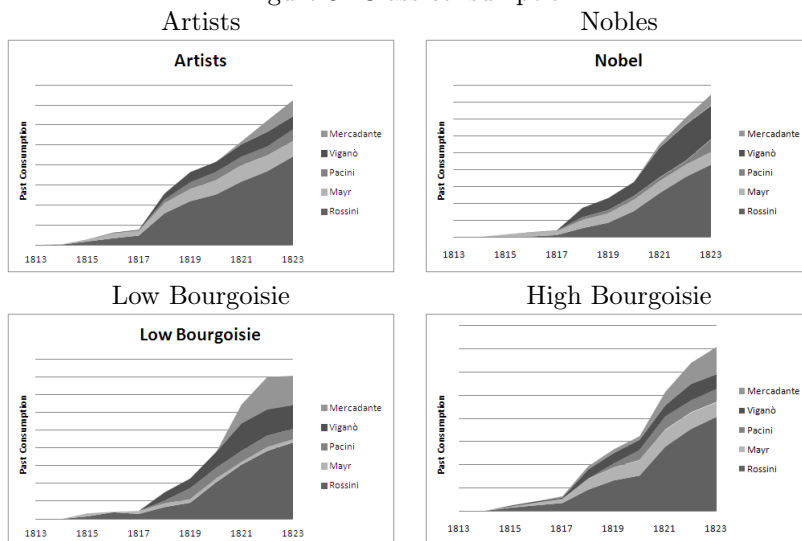 Artists Nobles
Artists
Past Consumption
Mercadante
Viganò
Pacini
Mayr
Rossini
1813 1815 1817 1819 1821 1823
Nobel
Past Consumption
Mercadante
Viganò
Pacini
Mayr
Rossini
1813 1815 1817 1819 1821 1823
Low Bourgoisie High Bourgoisie
Low Bourgoisie
Past Consumption
Mercadante
Viganò
Pacini
Mayr
Rossini
1813 1815 1817 1819 1821 1823
Past Consumption
Mercadante
Viganò
Pacini
Mayr
Rossini
1813 1815 1817 1819 1821 1823